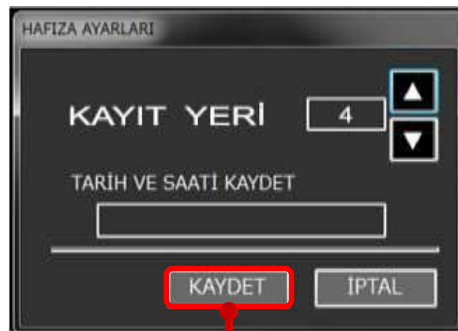 HAFIZA AYARLARI
KAYIT YERİ 4
TARİH VE SAATİ KAYDET
KAYDET İPTAL